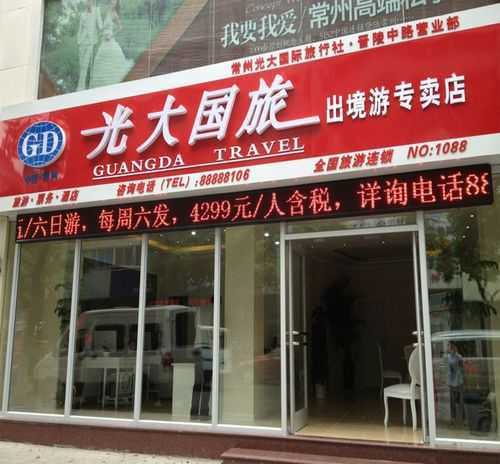 我要我爱/常州高端
常州光大国际旅行社·晋陵中路营业部
GD
光大国旅
出境游专卖店
GUANGDA TRAVEL
旅游·票务·酒店
咨询电话（TEL）:88888106
全国旅游连锁 NO:1088
/六日游，每周六发，4299元/人含税，详询电话88